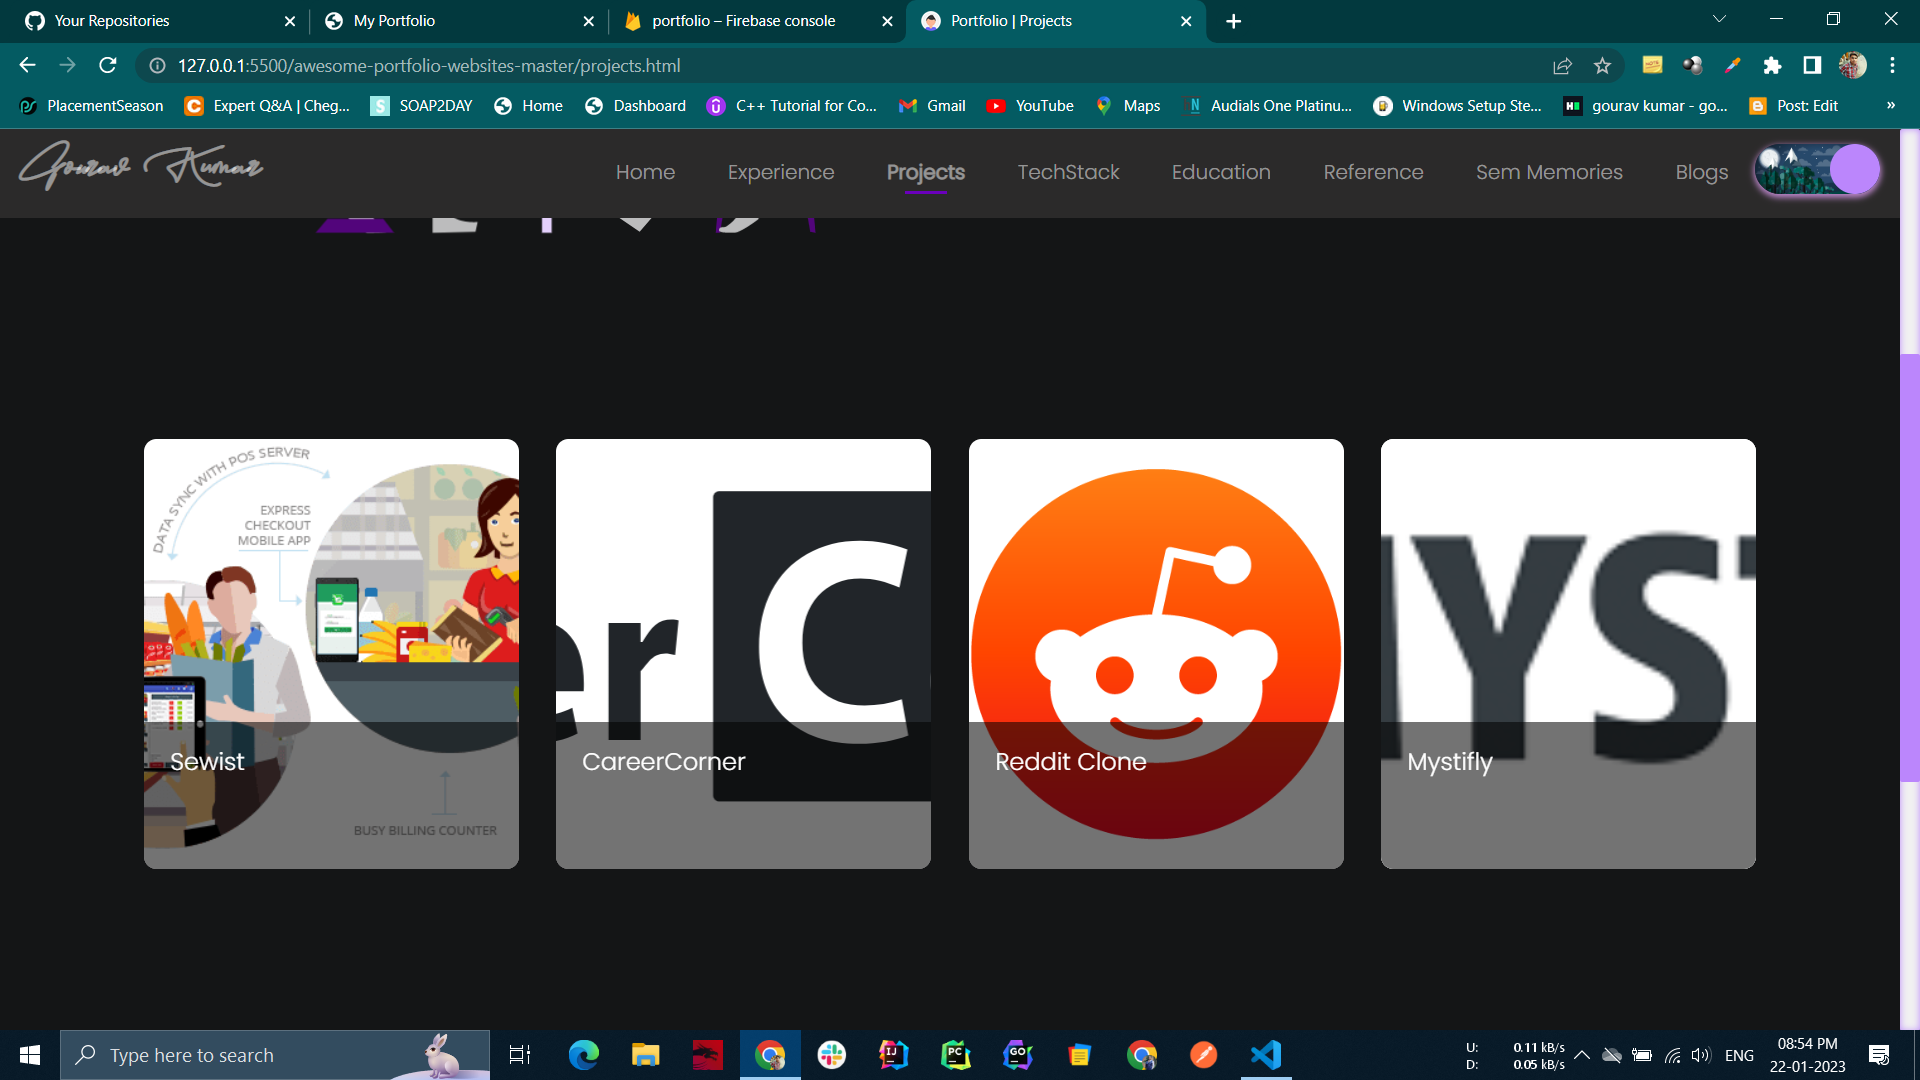 Your Repositories
My Portfolio
portfolio – Firebase console
Portfolio | Projects
127.0.0.1:5500/awesome-portfolio-websites-master/projects.html
PlacementSeason
Expert Q&A | Cheg...
SOAP2DAY
Home
Dashboard
C++ Tutorial for Co...
Gmail
YouTube
Maps
Audials One Platinu...
Windows Setup Ste...
gourav kumar - go...
Post: Edit
»
Gourav Kumar
Home
Experience
Projects
TechStack
Education
Reference
Sem Memories
Blogs
DATA SYNC WITH POS SERVER
EXPRESS
CHECKOUT
MOBILE APP
BUSY BILLING COUNTER
Sewist
er C
CareerCorner
Reddit Clone
MYST
Mystifly
Type here to search
U: 0.11 kB/s
D: 0.05 kB/s
ENG
08:54 PM
22-01-2023